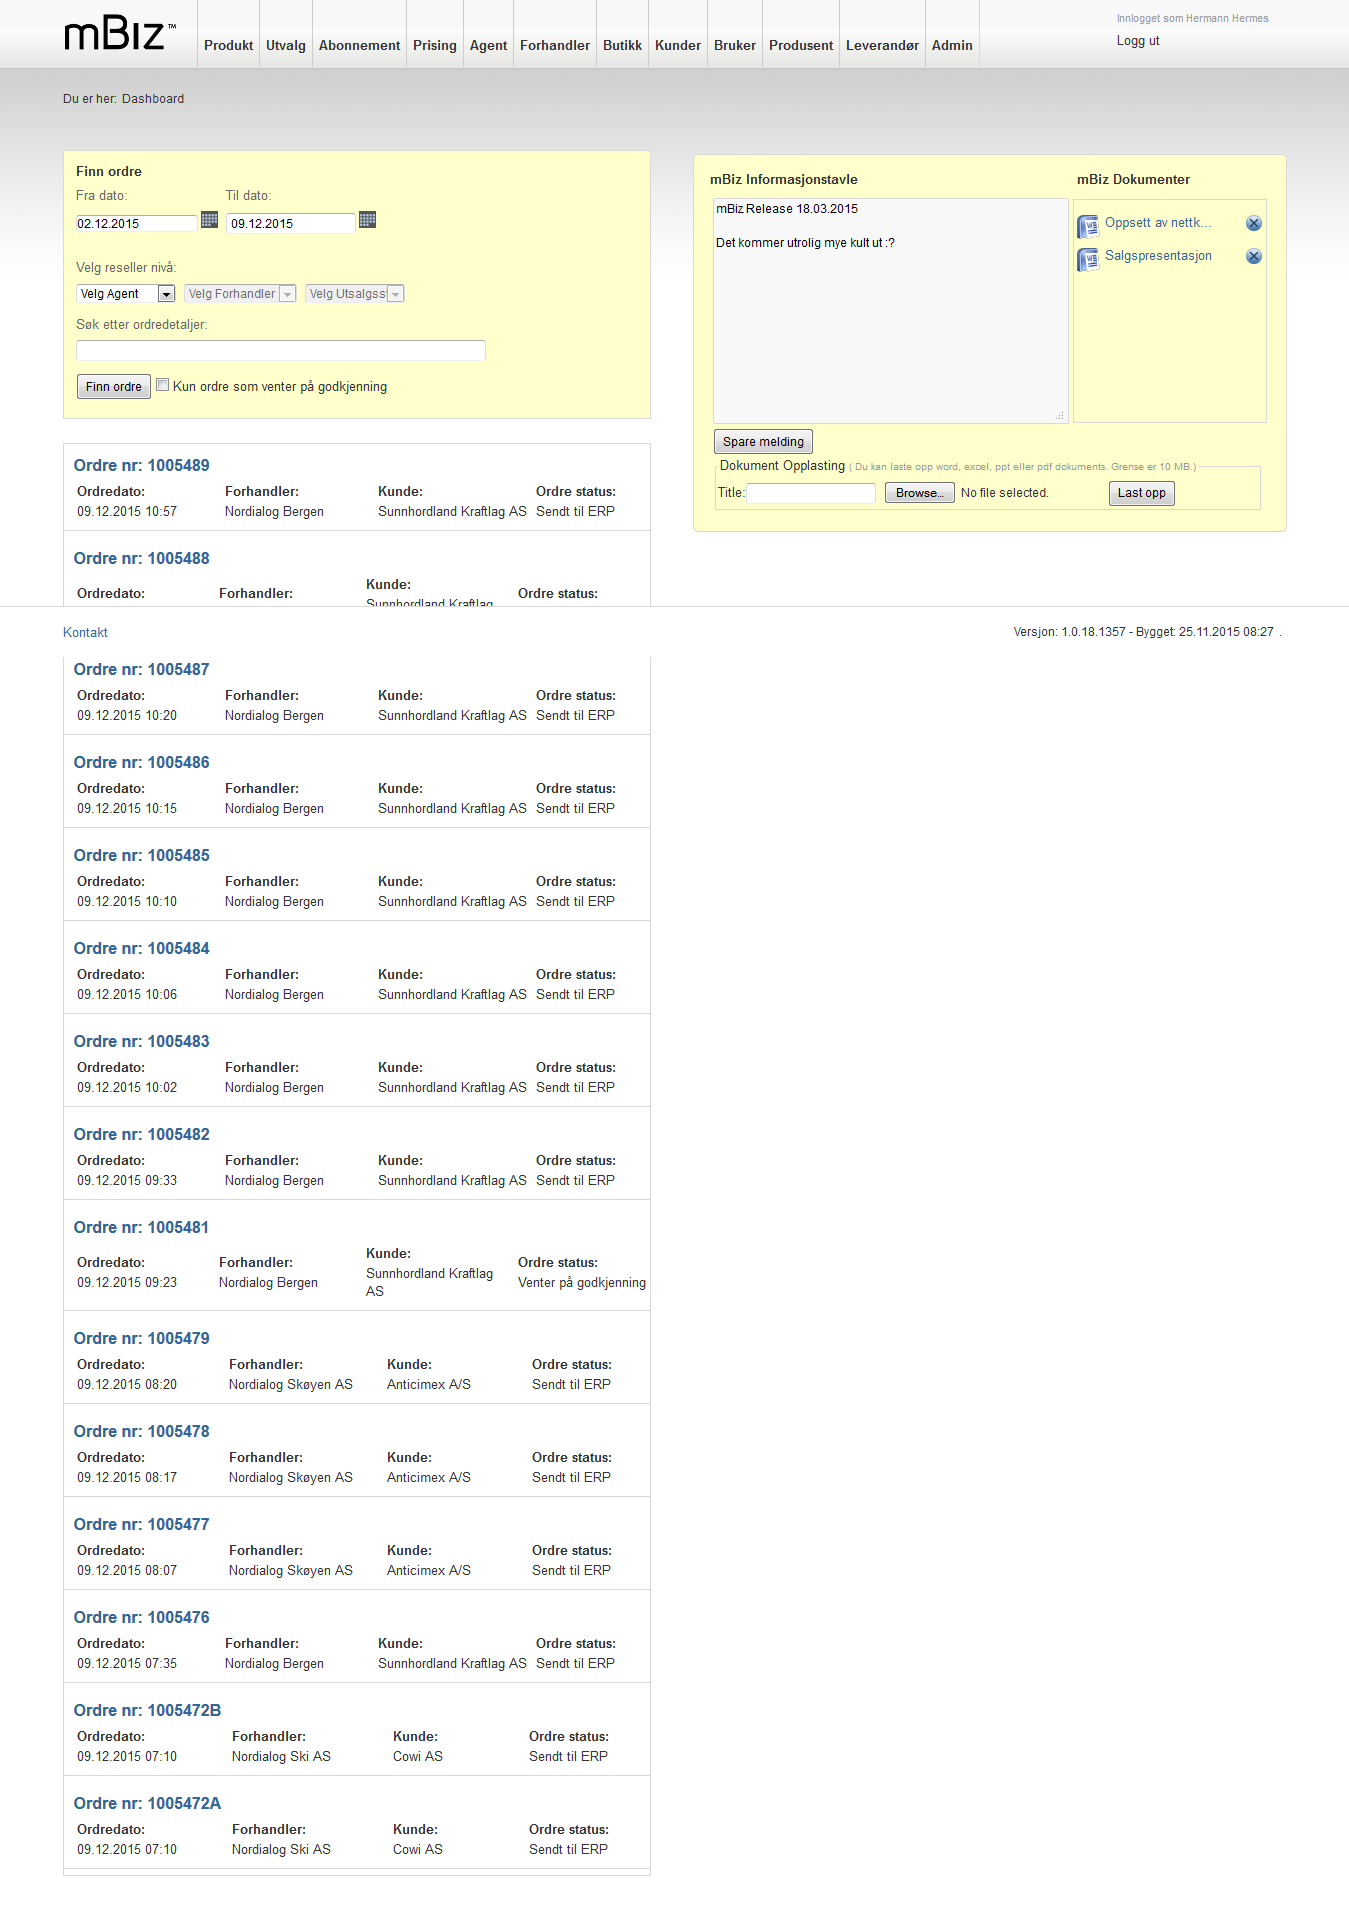 mBiz™
Produkt Utvalg Abonnement Prising Agent Forhandler Butikk Kunder Bruker Produsent Leverandør Admin
Innlogget som Hermann Hermes
Logg ut
Du er her: Dashboard
Finn ordre
Fra dato: Til dato:
02.12.2015 09.12.2015
Velg reseller nivå:
Velg Agent Velg Forhandler Velg Utsalgss
Søk etter ordredetaljer:
Finn ordre Kun ordre som venter på godkjenning
mBiz Informasjonstavle mBiz Dokumenter
mBiz Release 18.03.2015
Det kommer utrolig mye kult ut :?
Oppsett av nettk...
Salgspresentasjon
Spare melding
Dokument Opplasting ( Du kan laste opp word, excel, ppt eller pdf dokuments. Grense er 10 MB.)
Title: Browse... No file selected. Last opp
Ordre nr: 1005489
Ordredato: Forhandler: Kunde: Ordre status:
09.12.2015 10:57 Nordialog Bergen Sunnhordland Kraftlag AS Sendt til ERP
Ordre nr: 1005488
Ordredato: Forhandler: Kunde: Ordre status:
Sunnhordland Kraftlag
Kontakt Versjon: 1.0.18.1357 - Bygget: 25.11.2015 08:27 .
Ordre nr: 1005487
Ordredato: Forhandler: Kunde: Ordre status:
09.12.2015 10:20 Nordialog Bergen Sunnhordland Kraftlag AS Sendt til ERP
Ordre nr: 1005486
Ordredato: Forhandler: Kunde: Ordre status:
09.12.2015 10:15 Nordialog Bergen Sunnhordland Kraftlag AS Sendt til ERP
Ordre nr: 1005485
Ordredato: Forhandler: Kunde: Ordre status:
09.12.2015 10:10 Nordialog Bergen Sunnhordland Kraftlag AS Sendt til ERP
Ordre nr: 1005484
Ordredato: Forhandler: Kunde: Ordre status:
09.12.2015 10:06 Nordialog Bergen Sunnhordland Kraftlag AS Sendt til ERP
Ordre nr: 1005483
Ordredato: Forhandler: Kunde: Ordre status:
09.12.2015 10:02 Nordialog Bergen Sunnhordland Kraftlag AS Sendt til ERP
Ordre nr: 1005482
Ordredato: Forhandler: Kunde: Ordre status:
09.12.2015 09:33 Nordialog Bergen Sunnhordland Kraftlag AS Sendt til ERP
Ordre nr: 1005481
Ordredato: Forhandler: Kunde: Ordre status:
09.12.2015 09:23 Nordialog Bergen Sunnhordland Kraftlag Venter på godkjenning
AS
Ordre nr: 1005479
Ordredato: Forhandler: Kunde: Ordre status:
09.12.2015 08:20 Nordialog Skøyen AS Anticimex A/S Sendt til ERP
Ordre nr: 1005478
Ordredato: Forhandler: Kunde: Ordre status:
09.12.2015 08:17 Nordialog Skøyen AS Anticimex A/S Sendt til ERP
Ordre nr: 1005477
Ordredato: Forhandler: Kunde: Ordre status:
09.12.2015 08:07 Nordialog Skøyen AS Anticimex A/S Sendt til ERP
Ordre nr: 1005476
Ordredato: Forhandler: Kunde: Ordre status:
09.12.2015 07:35 Nordialog Bergen Sunnhordland Kraftlag AS Sendt til ERP
Ordre nr: 1005472B
Ordredato: Forhandler: Kunde: Ordre status:
09.12.2015 07:10 Nordialog Ski AS Cowi AS Sendt til ERP
Ordre nr: 1005472A
Ordredato: Forhandler: Kunde: Ordre status:
09.12.2015 07:10 Nordialog Ski AS Cowi AS Sendt til ERP